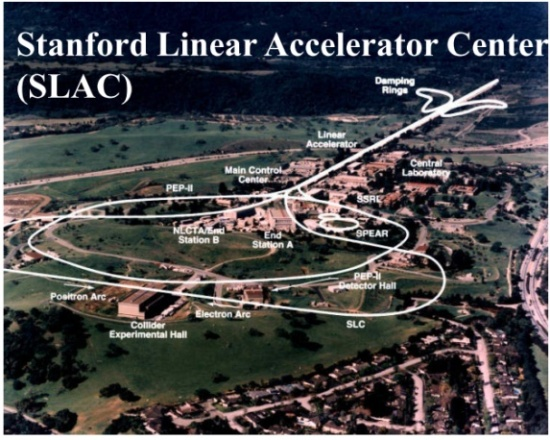 Stanford Linear Accelerator Center
(SLAC)
Damping
Rings
Linear
Accelerator
Main Control
Center
Central
Laboratory
PEP-II
SSRL
NLCTA/End
Station B
End
Station A
SPEAR
PEP-II
Detector Hall
Positron Arc
Electron Arc
Collider
Experimental Hall
SLC